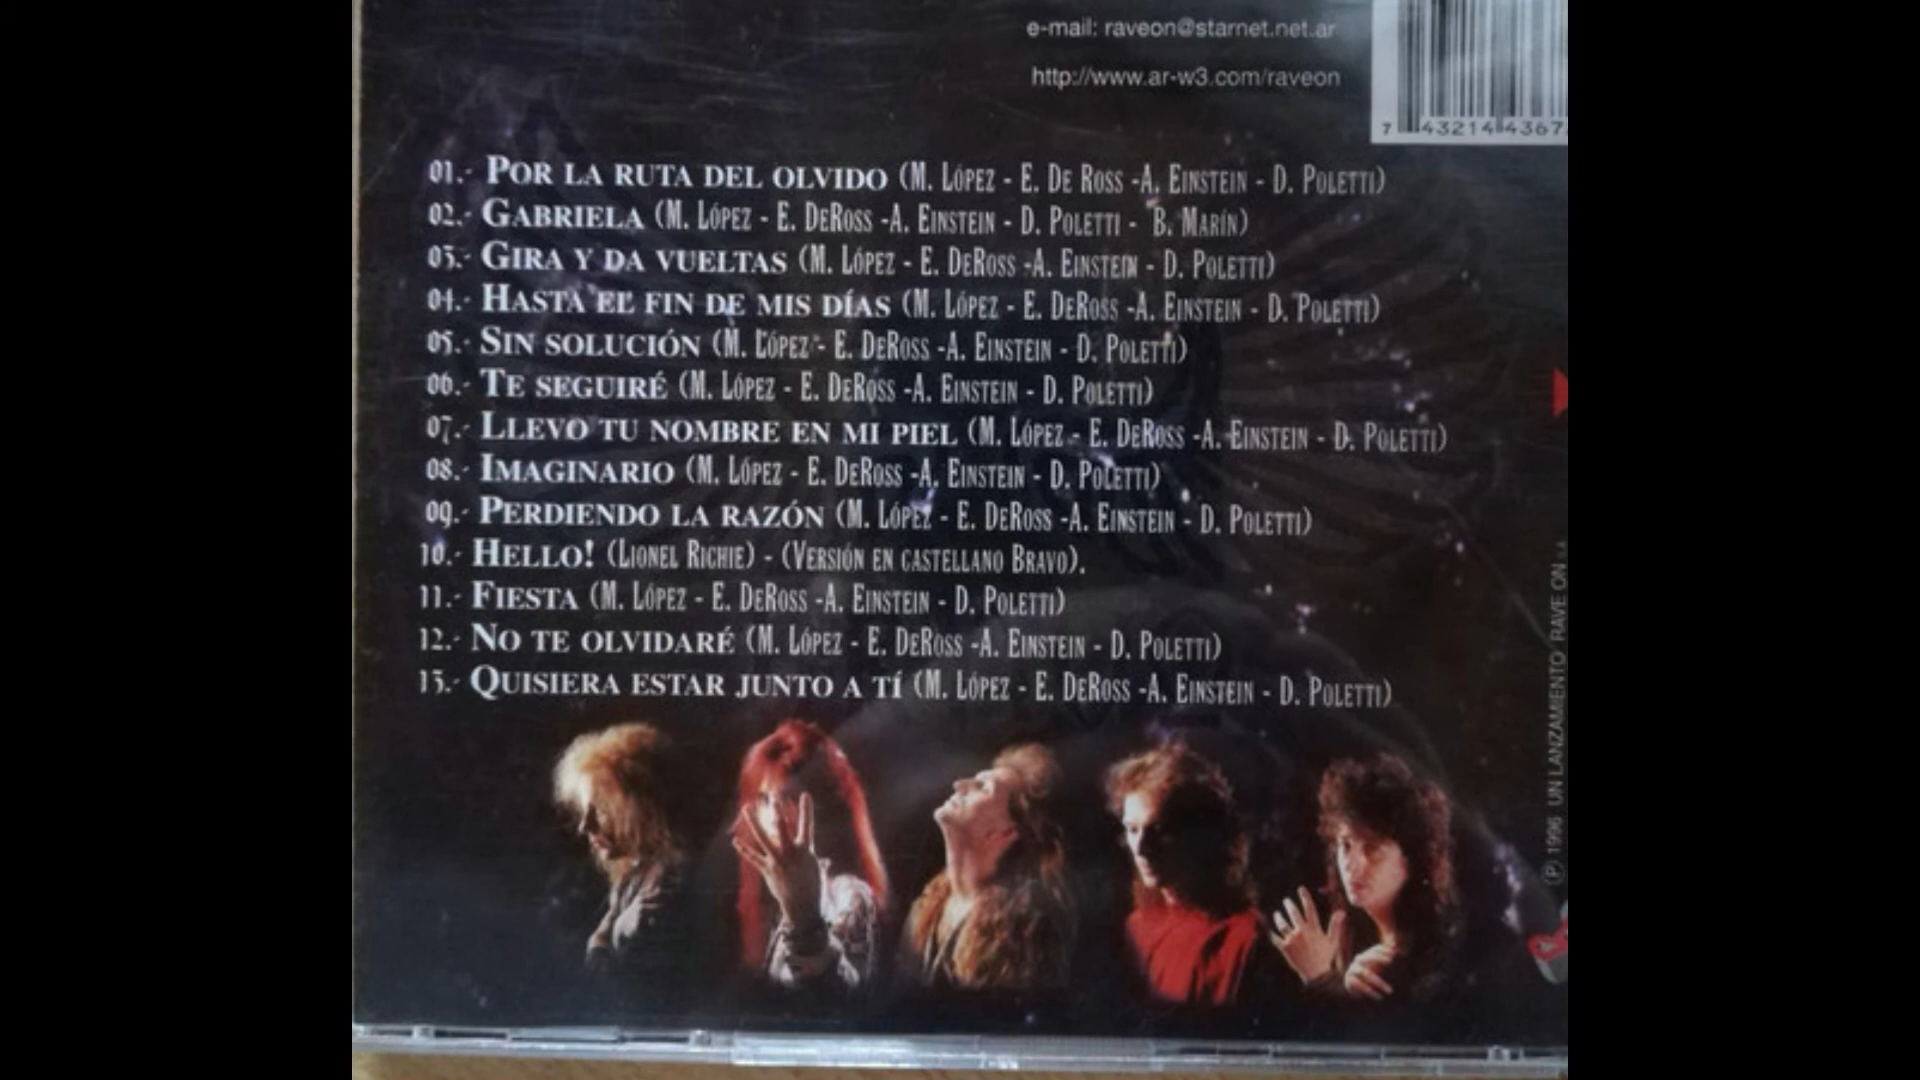 e-mail: raveon@starnet.net.ar
http://www.ar-w3.com/raveon
7 43214 4367
01.- POR LA RUTA DEL OLVIDO (M. LÓPEZ - E. DE ROSS -A. EINSTEIN - D. POLETTI)
02.- GABRIELA (M. LÓPEZ - E. DEROSS -A. EINSTEIN - D. POLETTI - B. MARÍN)
03.- GIRA Y DA VUELTAS (M. LÓPEZ - E. DEROSS -A. EINSTEIN - D. POLETTI)
04.- HASTA EL FIN DE MIS DÍAS (M. LÓPEZ - E. DEROSS -A. EINSTEIN - D. POLETTI)
05.- SIN SOLUCIÓN (M. LÓPEZ - E. DEROSS -A. EINSTEIN - D. POLETTI)
06.- TE SEGUIRÉ (M. LÓPEZ - E. DEROSS -A. EINSTEIN - D. POLETTI)
07.- LLEVO TU NOMBRE EN MI PIEL (M. LÓPEZ - E. DEROSS -A. EINSTEIN - D. POLETTI)
08.- IMAGINARIO (M. LÓPEZ - E. DEROSS -A. EINSTEIN - D. POLETTI)
09.- PERDIENDO LA RAZÓN (M. LÓPEZ - E. DEROSS -A. EINSTEIN - D. POLETTI)
10.- HELLO! (LIONEL RICHIE) - (VERSIÓN EN CASTELLANO BRAVO).
11.- FIESTA (M. LÓPEZ - E. DEROSS -A. EINSTEIN - D. POLETTI)
12.- NO TE OLVIDARÉ (M. LÓPEZ - E. DEROSS -A. EINSTEIN - D. POLETTI)
13.- QUISIERA ESTAR JUNTO A TÍ (M. LÓPEZ - E. DEROSS -A. EINSTEIN - D. POLETTI)
Ⓟ 1996 UN LANZAMIENTO RAVE ON